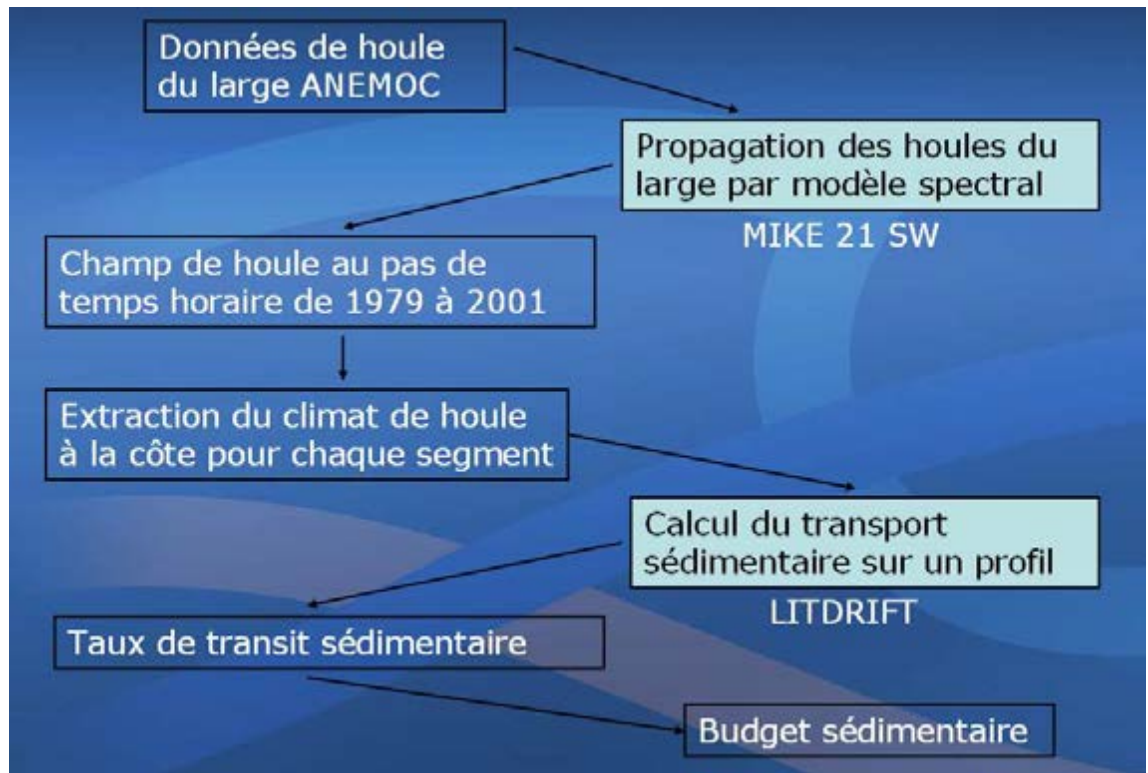 Données de houle
du large ANEMOC
Propagation des houles du
large par modèle spectral
MIKE 21 SW
Champ de houle au pas de
temps horaire de 1979 à 2001
Extraction du climat de houle
à la côte pour chaque segment
Calcul du transport
sédimentaire sur un profil
LITDRIFT
Taux de transit sédimentaire
Budget sédimentaire